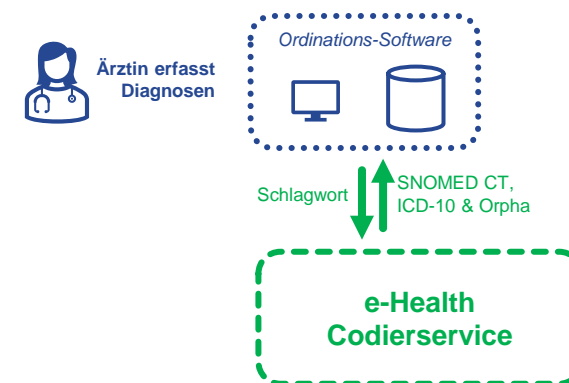 Ordinations-Software
Ärztin erfasst
Diagnosen
Schlagwort
SNOMED CT,
ICD-10 & Orpha
e-Health
Codierservice